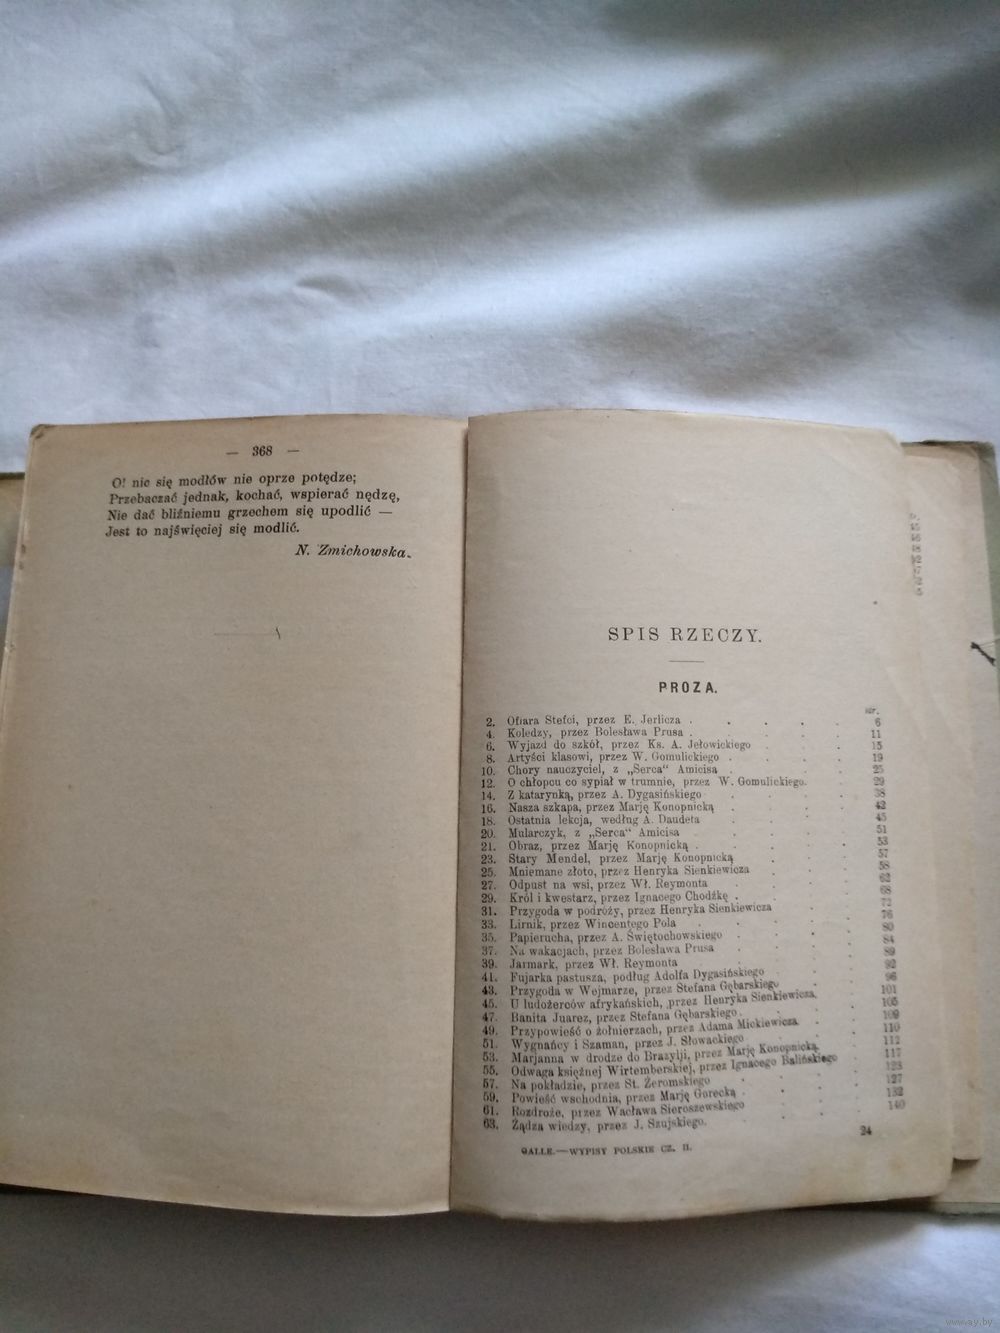 — 368 —
O! nic się modłów nie oprze potędze;
Przebaczać jednak, kochać, wspierać nędzę,
Nie dać bliźniemu grzechem się upodlić —
Jest to najświęciej się modlić.
N. Żmichowska.
SPIS RZECZY.
PROZA.
str.
2. Ofiara Stefci, przez E. Jerlicza . . . . . 6
4. Koledzy, przez Bolesława Prusa . . . . . 11
6. Wyjazd do szkół, przez Ks. A. Jełowickiego . . . 15
8. Artyści klasowi, przez W. Gomulickiego . . . . 19
10. Chory nauczyciel, z „Serca“ Amicisa . . . . 25
12. O chłopcu co sypiał w trumnie, przez W. Gomulickiego. 29
14. Z katarynką, przez A. Dygasińskiego . . . . 38
16. Nasza szkapa, przez Marję Konopnicką . . . . 42
18. Ostatnia lekcja, według A. Daudeta . . . . 45
20. Mularczyk, z „Serca“ Amicisa . . . . 51
21. Obraz, przez Marję Konopnicką . . . . . 53
23. Stary Mendel, przez Marję Konopnicką . . . 57
25. Mniemane złoto, przez Henryka Sienkiewicza . . . 58
27. Odpust na wsi, przez Wł. Reymonta . . . . 62
29. Król i kwestarz, przez Ignacego Chodźkę . . . . 68
31. Przygoda w podróży, przez Henryka Sienkiewicza . . 72
33. Lirnik, przez Wincentego Pola . . . . 76
35. Papierucha, przez A. Świętochowskiego . . . . 80
37. Na wakacjach, przez Bolesława Prusa . . . . 84
39. Jarmark, przez Wł. Reymonta . . . . 89
41. Fujarka pastusza, podług Adolfa Dygasińskiego . . 92
43. Przygoda w Wejmarze, przez Stefana Gębarskiego . . 96
45. U ludożerców afrykańskich, przez Henryka Sienkiewicza. 101
47. Banita Juarez, przez Stefana Gębarskiego . . . 105
49. Przypowieść o żołnierzach, przez Adama Mickiewicza . . 109
51. Wygnańcy i Szaman, przez J. Słowackiego . . . 110
53. Marjanna w drodze do Brazylji, przez Marję Konopnicką. 112
55. Odwaga księżnej Wirtemberskiej, przez Ignacego Balińskiego . 117
57. Na pokładzie, przez St. Żeromskiego . . . . 123
59. Powieść wschodnia, przez Marję Gorecką . . . . 127
61. Rozdroże, przez Wacława Sieroszewskiego . . . 132
63. Żądza wiedzy, przez J. Szujskiego. . . . 140
GALLE.—WYPISY POLSKIE CZ. II.
24
www.ay.by